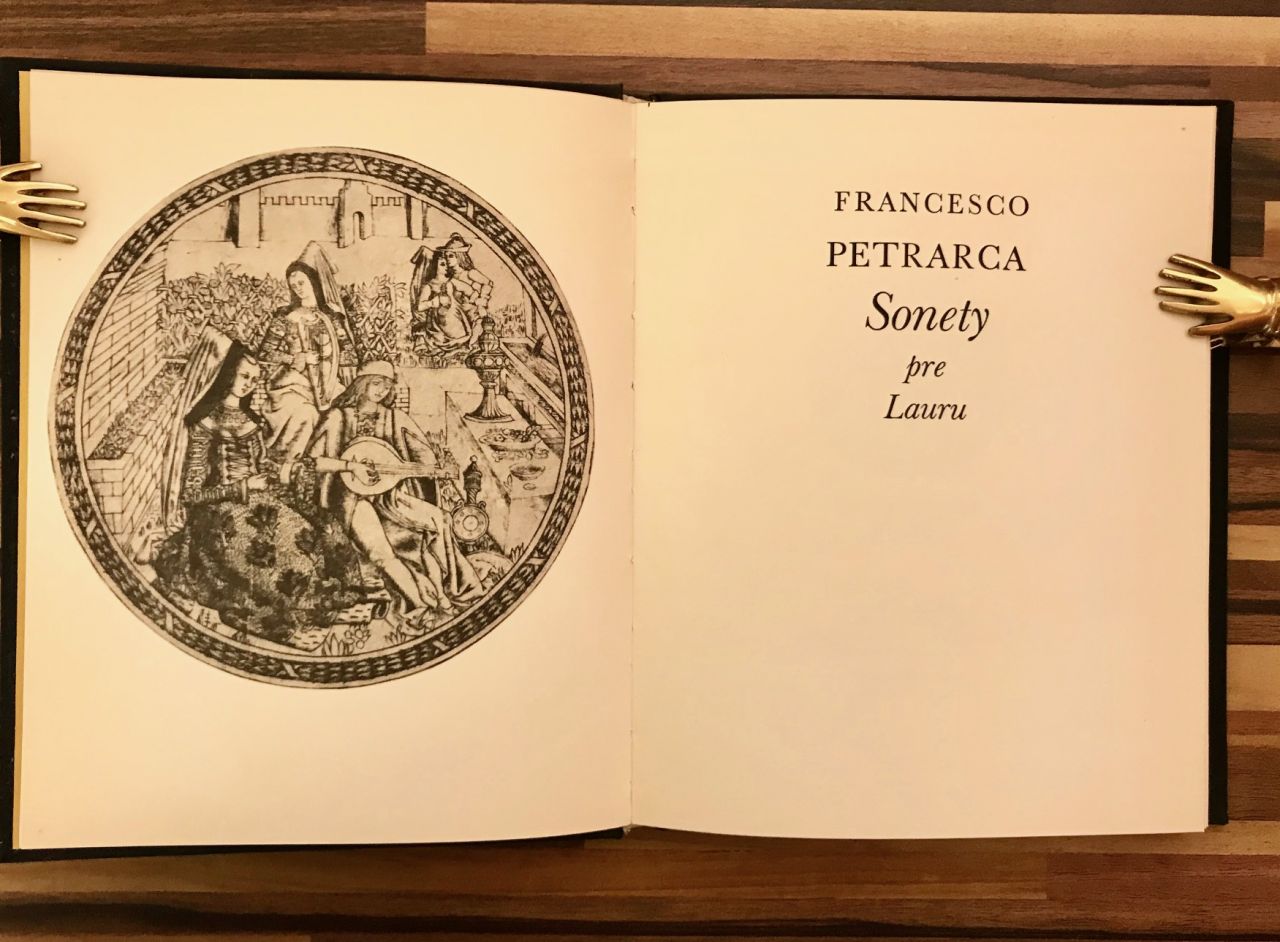 FRANCESCO
PETRARCA
Sonety
pre
Lauru